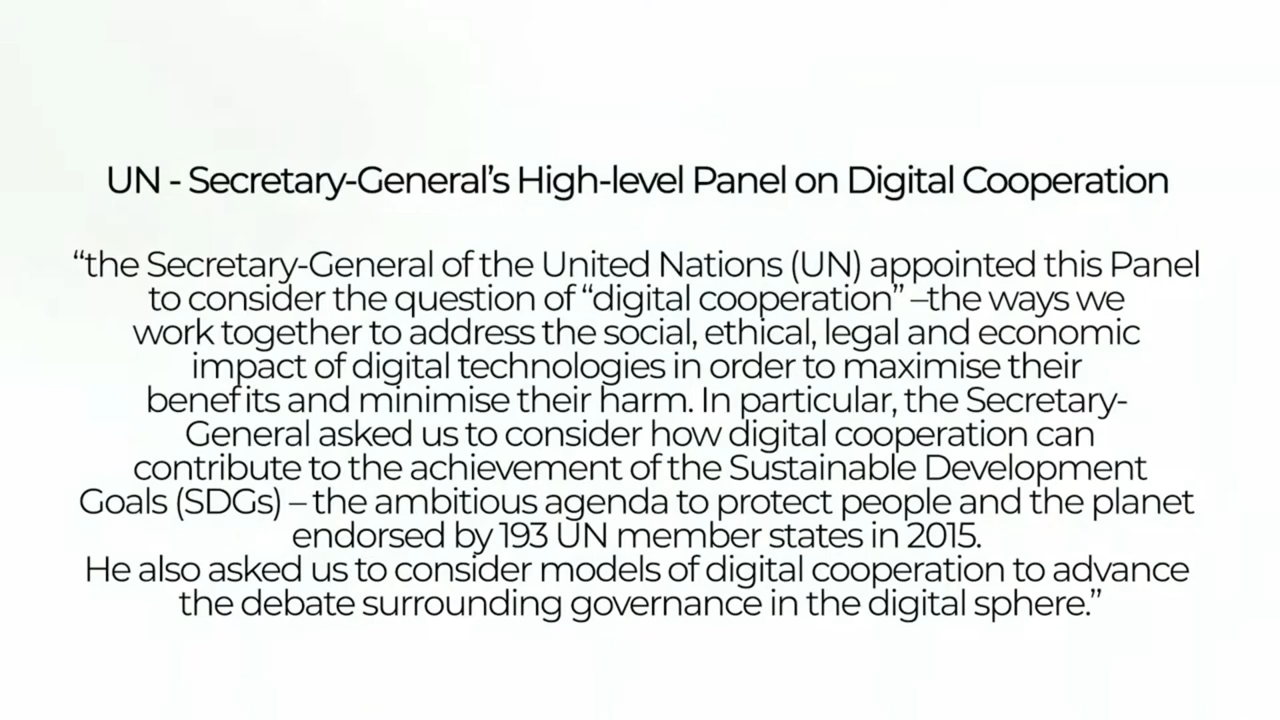 UN - Secretary-General’s High-level Panel on Digital Cooperation
“the Secretary-General of the United Nations (UN) appointed this Panel
to consider the question of “digital cooperation” –the ways we
work together to address the social, ethical, legal and economic
impact of digital technologies in order to maximise their
benefits and minimise their harm. In particular, the Secretary-
General asked us to consider how digital cooperation can
contribute to the achievement of the Sustainable Development
Goals (SDGs) – the ambitious agenda to protect people and the planet
endorsed by 193 UN member states in 2015.
He also asked us to consider models of digital cooperation to advance
the debate surrounding governance in the digital sphere.”